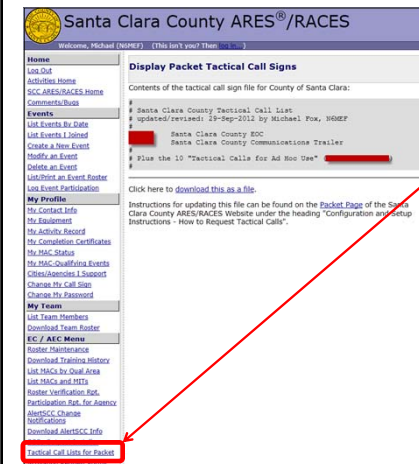 Santa Clara County ARES®/RACES
Welcome, Michael (N6MEF) (This isn't you? Then log in...)
Home
Log Out
Activities Home
SCC ARES/RACES Home
Comments/Bugs
Events
List Events By Date
List Events I Joined
Create a New Event
Modify an Event
Delete an Event
List/Print an Event Roster
Log Event Participation
My Profile
My Contact Info
My Equipment
My Activity Record
My Completion Certificates
My MAC Status
My MAC-Qualifying Events
Cities/Agencies I Support
Change My Call Sign
Change My Password
My Team
List Team Members
Download Team Roster
EC / AEC Menu
Roster Maintenance
Download Training History
List MACs by Qual Area
List MACs and MITs
Roster Verification Rpt.
Participation Rpt. for Agency
AlertSCC Change
Notifications
Download AlertSCC Info
Tactical Call Lists for Packet
Display Packet Tactical Call Signs
Contents of the tactical call sign file for County of Santa Clara:
#
# Santa Clara County Tactical Call List
# updated/revised: 29-Sep-2012 by Michael Fox, N6MEF
#
Santa Clara County EOC
Santa Clara County Communications Trailer
#
# Plus the 10 "Tactical Calls for Ad Hoc Use" ( )
#
Click here to download this as a file.
Instructions for updating this file can be found on the Packet Page of the Santa
Clara County ARES/RACES Website under the heading "Configuration and Setup
Instructions - How to Request Tactical Calls".